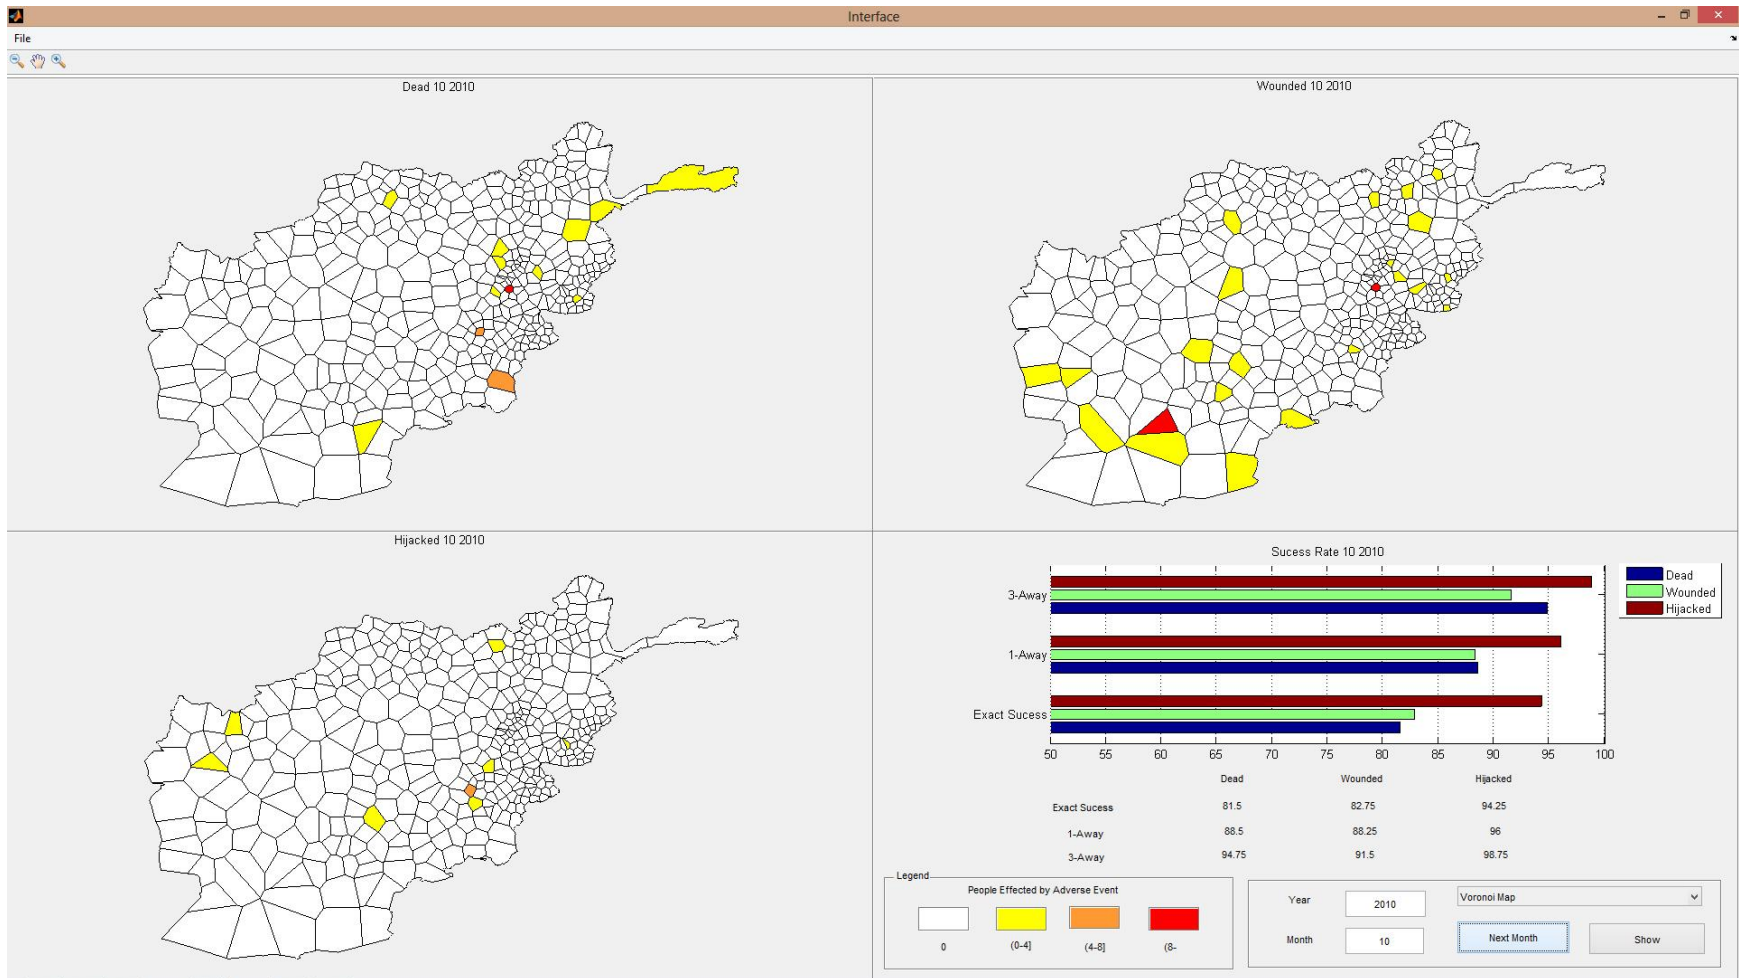 Interface
File
Dead 10 2010
Wounded 10 2010
Hijacked 10 2010
Sucess Rate 10 2010
Dead
Wounded
Hijacked
3-Away
1-Away
Exact Sucess
50 55 60 65 70 75 80 85 90 95 100
Dead Wounded Hijacked
Exact Sucess 81.5 82.75 94.25
1-Away 88.5 88.25 96
3-Away 94.75 91.5 98.75
Legend
People Effected by Adverse Event
0 (0-4] (4-8] (8-
Year 2010 Voronoi Map
Month 10 Next Month Show